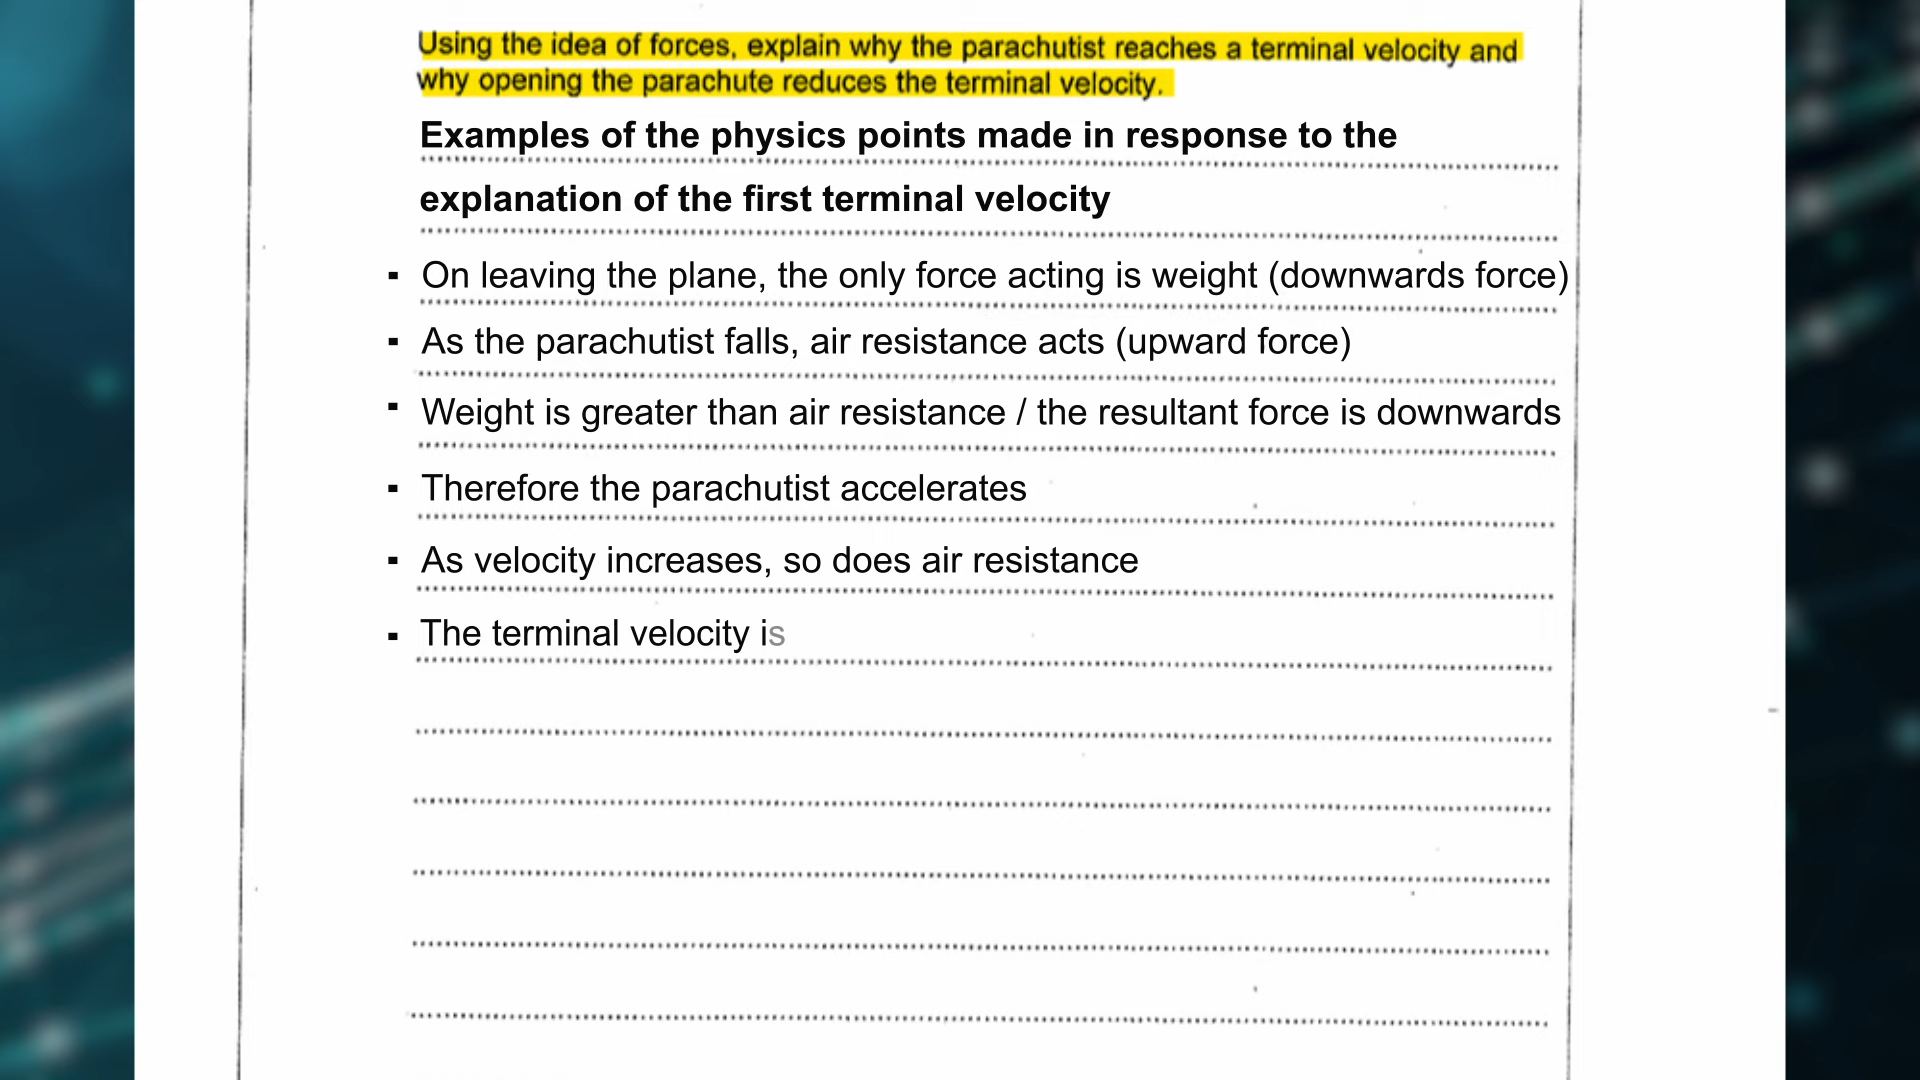 Using the idea of forces, explain why the parachutist reaches a terminal velocity and
why opening the parachute reduces the terminal velocity.
Examples of the physics points made in response to the
explanation of the first terminal velocity
▪ On leaving the plane, the only force acting is weight (downwards force)
▪ As the parachutist falls, air resistance acts (upward force)
▪ Weight is greater than air resistance / the resultant force is downwards
▪ Therefore the parachutist accelerates
▪ As velocity increases, so does air resistance
▪ The terminal velocity is